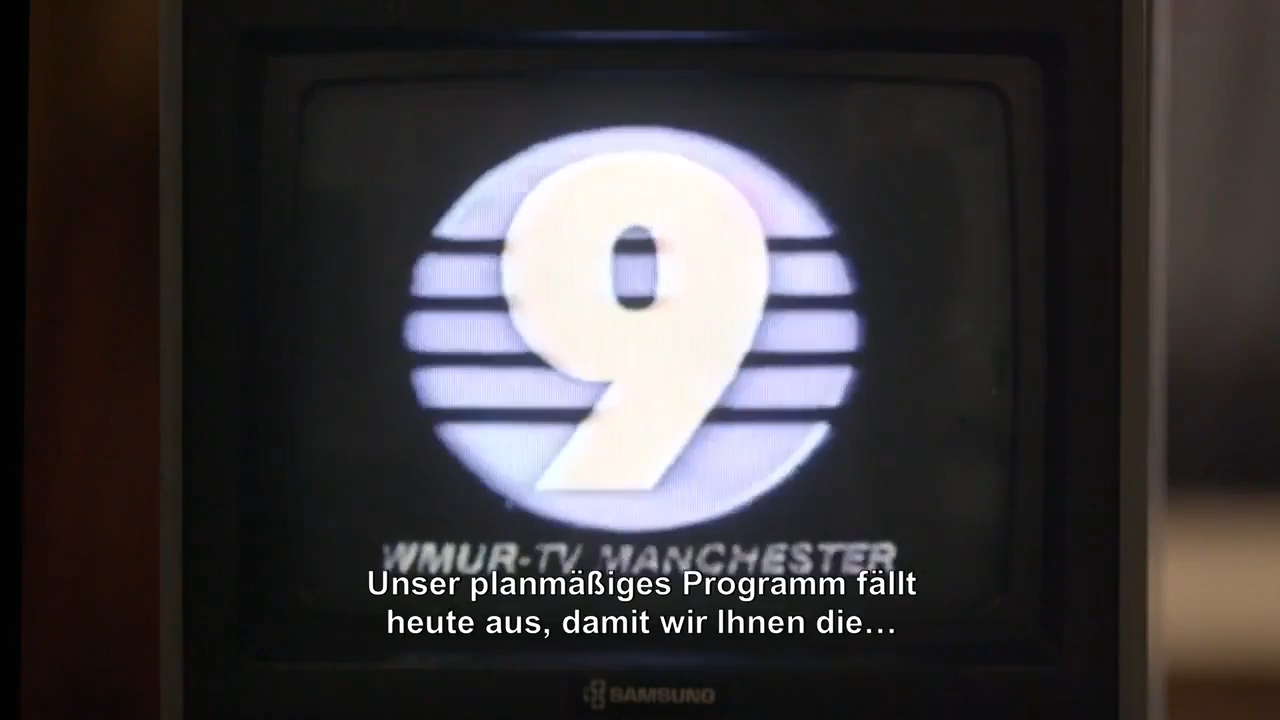 9
WMUR-TV MANCHESTER
Unser planmäßiges Programm fällt
heute aus, damit wir Ihnen die…
SAMSUNG